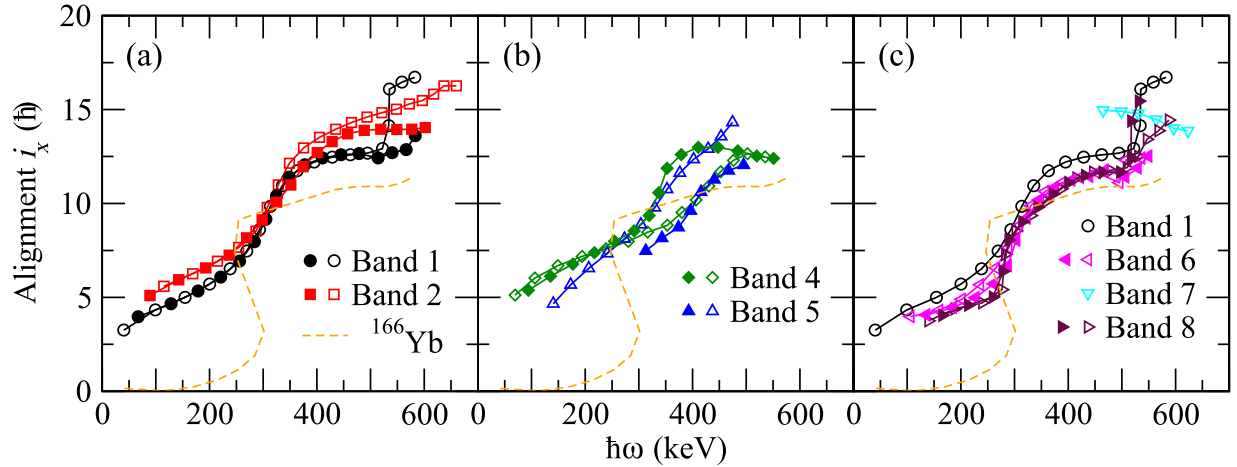 20
15
10
5
0
Alignment iₓ (ħ)
(a)
Band 1
Band 2
¹⁶⁶Yb
0 200 400 600
(b)
Band 4
Band 5
0 200 400 600
ħω (keV)
(c)
Band 1
Band 6
Band 7
Band 8
0 200 400 600